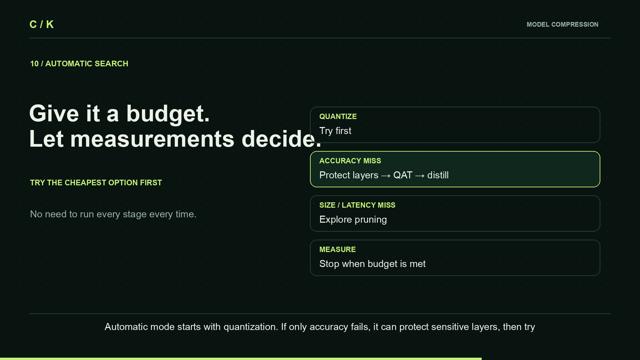 C / K
MODEL COMPRESSION
10 / AUTOMATIC SEARCH
Give it a budget.
Let measurements decide.
TRY THE CHEAPEST OPTION FIRST
No need to run every stage every time.
QUANTIZE
Try first
ACCURACY MISS
Protect layers → QAT → distill
SIZE / LATENCY MISS
Explore pruning
MEASURE
Stop when budget is met
Automatic mode starts with quantization. If only accuracy fails, it can protect sensitive layers, then try